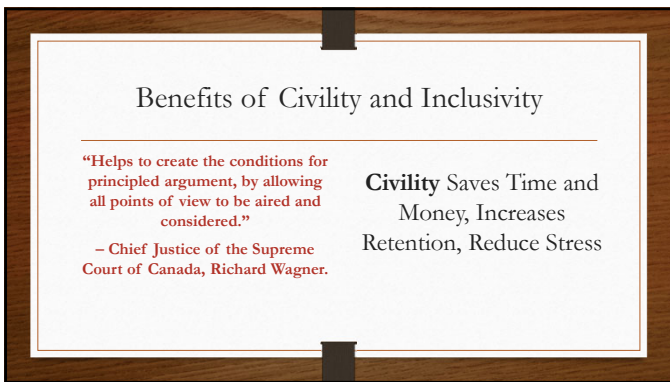 Benefits of Civility and Inclusivity
“Helps to create the conditions for
principled argument, by allowing
all points of view to be aired and
considered.”
– Chief Justice of the Supreme
Court of Canada, Richard Wagner.
Civility Saves Time and
Money, Increases
Retention, Reduce Stress